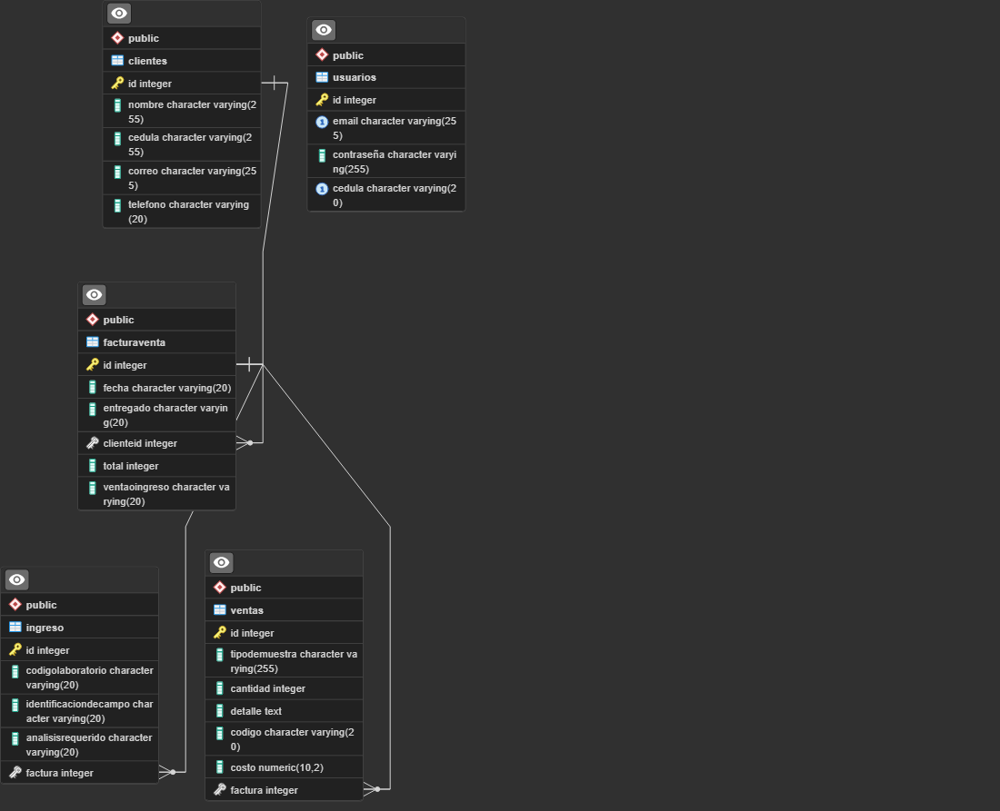 public
clientes
id integer
nombre character varying(2
55)
cedula character varying(2
55)
correo character varying(25
5)
telefono character varying
(20)
public
usuarios
id integer
email character varying(25
5)
contraseña character varyi
ng(255)
cedula character varying(2
0)
public
facturaventa
id integer
fecha character varying(20)
entregado character varyin
g(20)
clienteid integer
total integer
ventaoingreso character va
rying(20)
public
ingreso
id integer
codigolaboratorio character
varying(20)
identificaciondecampo char
acter varying(20)
analisisrequerido character
varying(20)
factura integer
public
ventas
id integer
tipodemuestra character va
rying(255)
cantidad integer
detalle text
codigo character varying(2
0)
costo numeric(10,2)
factura integer